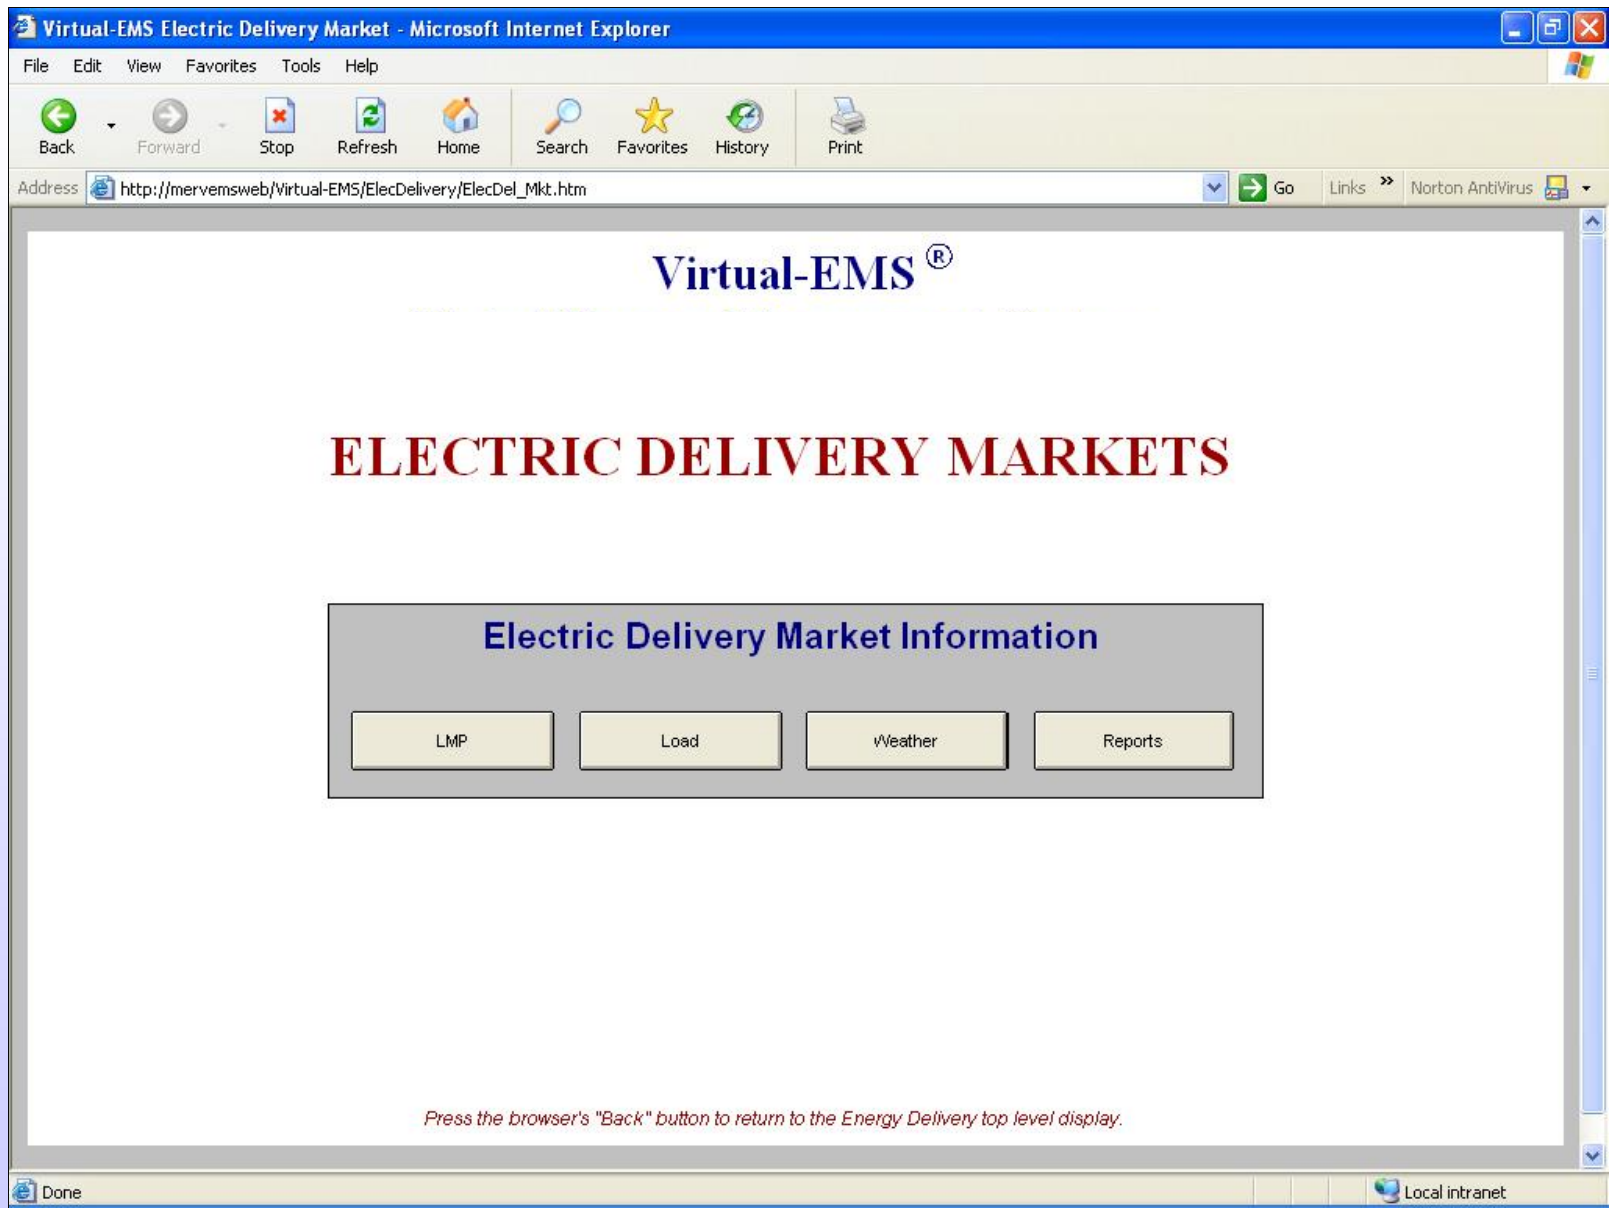 Virtual-EMS Electric Delivery Market - Microsoft Internet Explorer
File Edit View Favorites Tools Help
Back Forward Stop Refresh Home Search Favorites History Print
Address http://mervemsweb/Virtual-EMS/ElecDelivery/ElecDel_Mkt.htm Go Links » Norton AntiVirus
Virtual-EMS ®
ELECTRIC DELIVERY MARKETS
Electric Delivery Market Information
LMP Load Weather Reports
Press the browser's "Back" button to return to the Energy Delivery top level display.
Done Local intranet